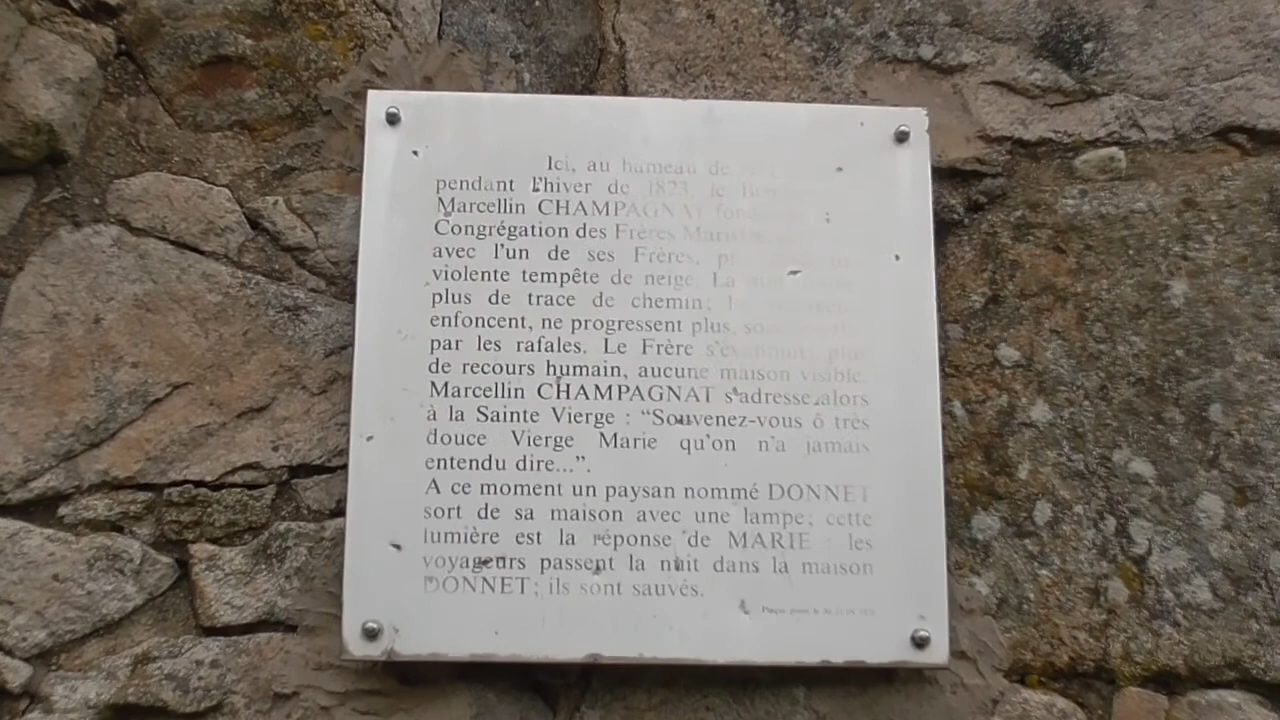 Ici, au hameau de
pendant l'hiver de 1823, le
Marcellin CHAMPAGNAT
Congrégation des Frères
avec l'un de ses Frères,
violente tempête de neige. La
plus de trace de chemin;
enfoncent, ne progressent plus,
par les rafales. Le Frère s'évanouit, plus
de recours humain, aucune maison visible.
Marcellin CHAMPAGNAT s'adresse alors
à la Sainte Vierge : “Souvenez-vous ô très
douce Vierge Marie qu'on n'a jamais
entendu dire...”.
A ce moment un paysan nommé DONNET
sort de sa maison avec une lampe; cette
lumière est la réponse de MARIE : les
voyageurs passent la nuit dans la maison
DONNET; ils sont sauvés.